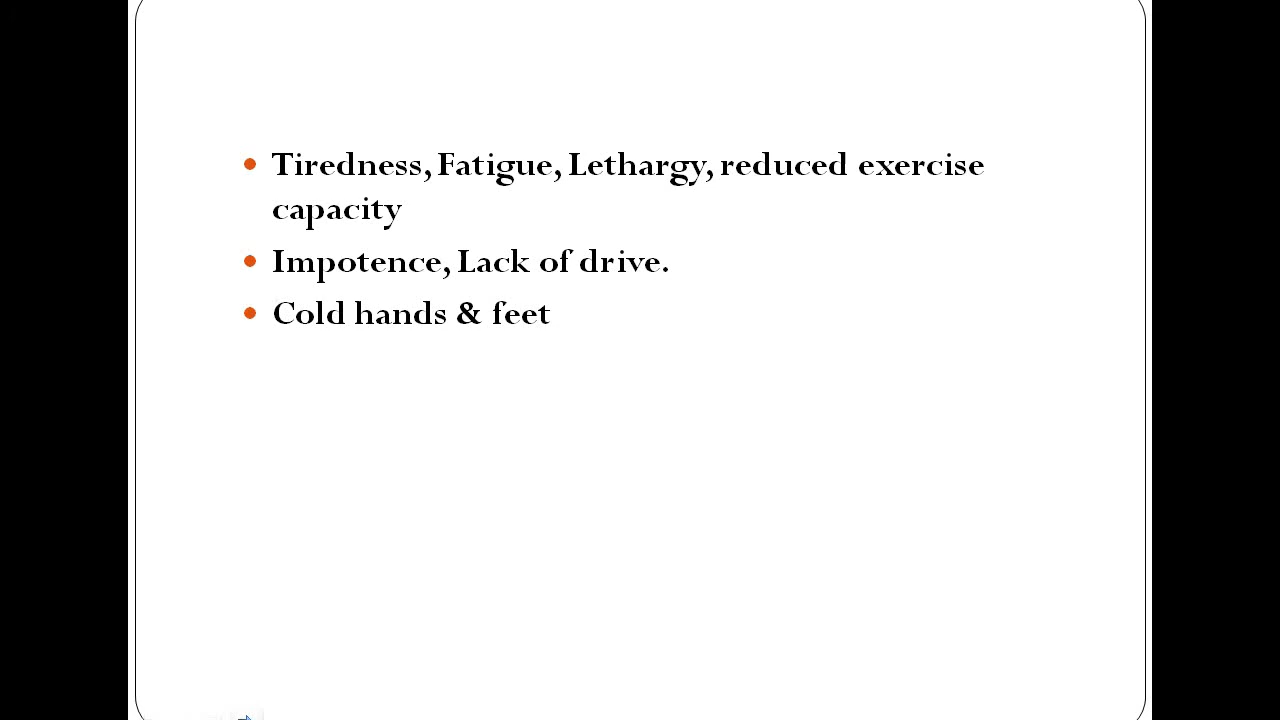 • Tiredness, Fatigue, Lethargy, reduced exercise
capacity
• Impotence, Lack of drive.
• Cold hands & feet